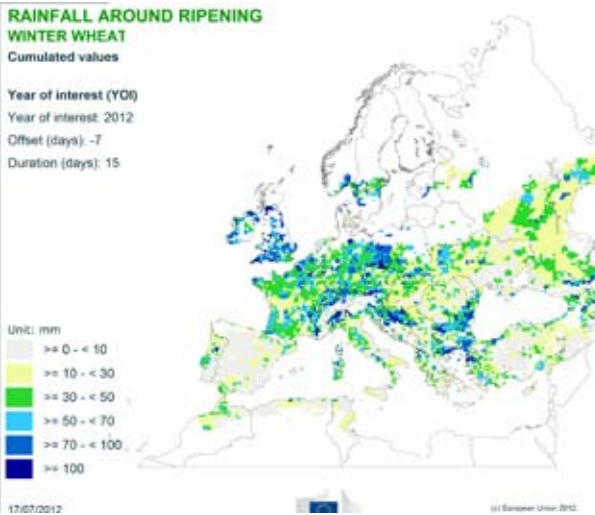 RAINFALL AROUND RIPENING
WINTER WHEAT
Cumulated values
Year of interest (YOI)
Year of interest: 2012
Offset (days): -7
Duration (days): 15
Unit: mm
>= 0 - < 10
>= 10 - < 30
>= 30 - < 50
>= 50 - < 70
>= 70 - < 100
>= 100
17/07/2012
(c) European Union 2012.